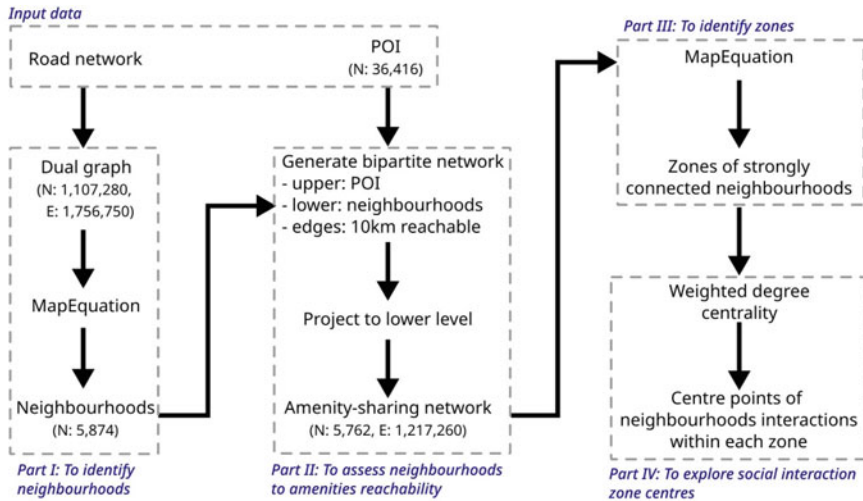 Input data
Road network
POI
(N: 36,416)
Dual graph
(N: 1,107,280,
E: 1,756,750)
MapEquation
Neighbourhoods
(N: 5,874)
Part I: To identify
neighbourhoods
Generate bipartite network
- upper: POI
- lower: neighbourhoods
- edges: 10km reachable
Project to lower level
Amenity-sharing network
(N: 5,762, E: 1,217,260)
Part II: To assess neighbourhoods
to amenities reachability
Part III: To identify zones
MapEquation
Zones of strongly
connected neighbourhoods
Weighted degree
centrality
Centre points of
neighbourhoods interactions
within each zone
Part IV: To explore social interaction
zone centres